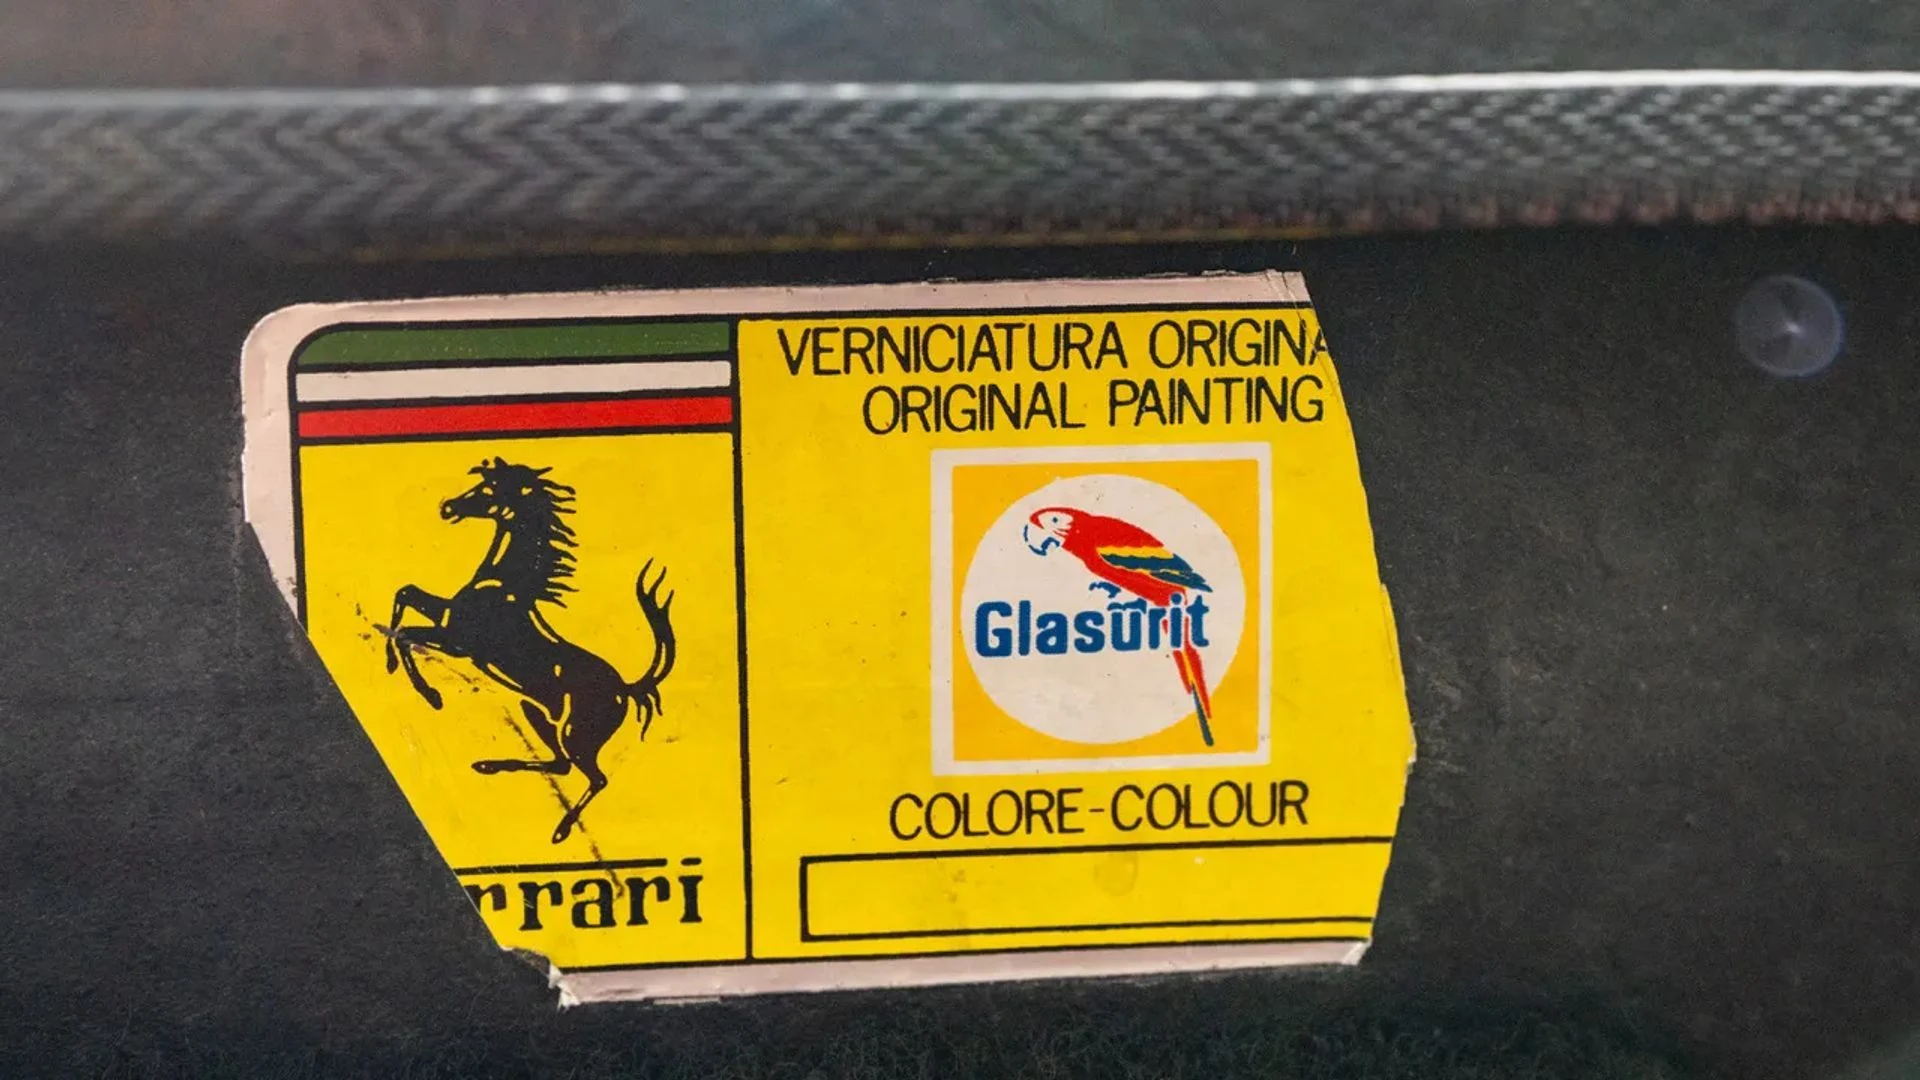 VERNICIATURA ORIGINA
ORIGINAL PAINTING
Glasurit
COLORE-COLOUR
rrari